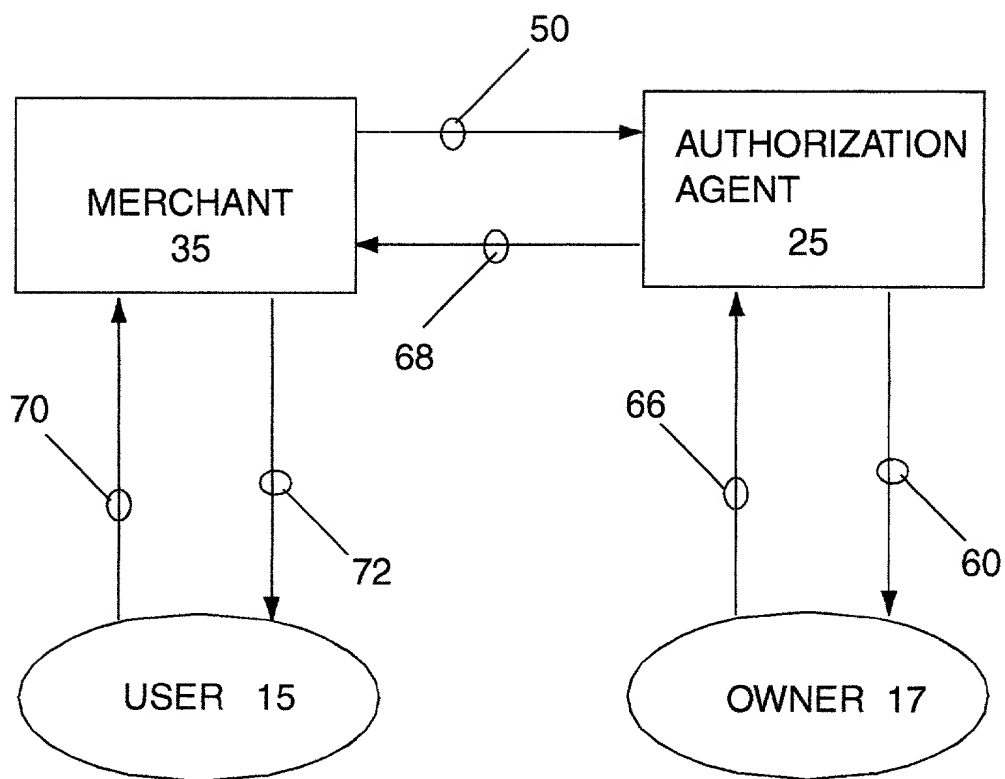 50
MERCHANT
35
AUTHORIZATION
AGENT
25
68
70
72
66
60
USER 15
OWNER 17